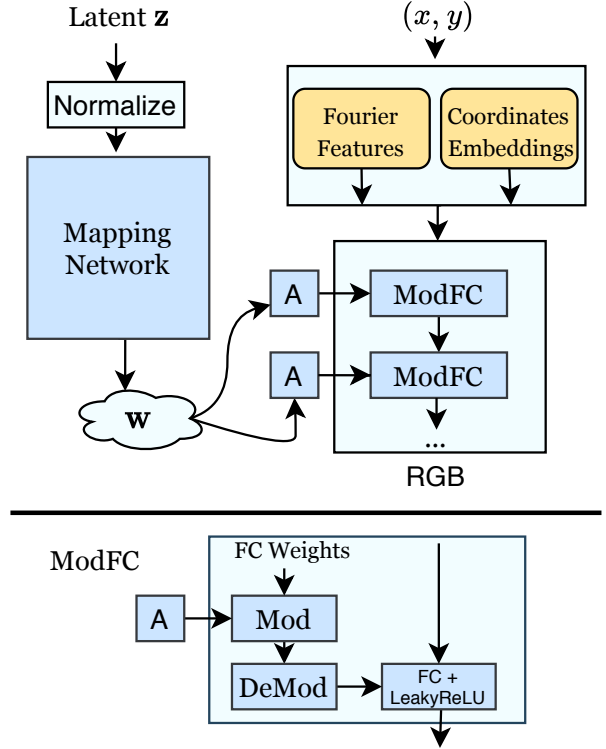 Latent z
Normalize
Mapping
Network
w
(x, y)
Fourier
Features
Coordinates
Embeddings
A
ModFC
A
ModFC
...
RGB
ModFC
FC Weights
A
Mod
DeMod
FC +
LeakyReLU